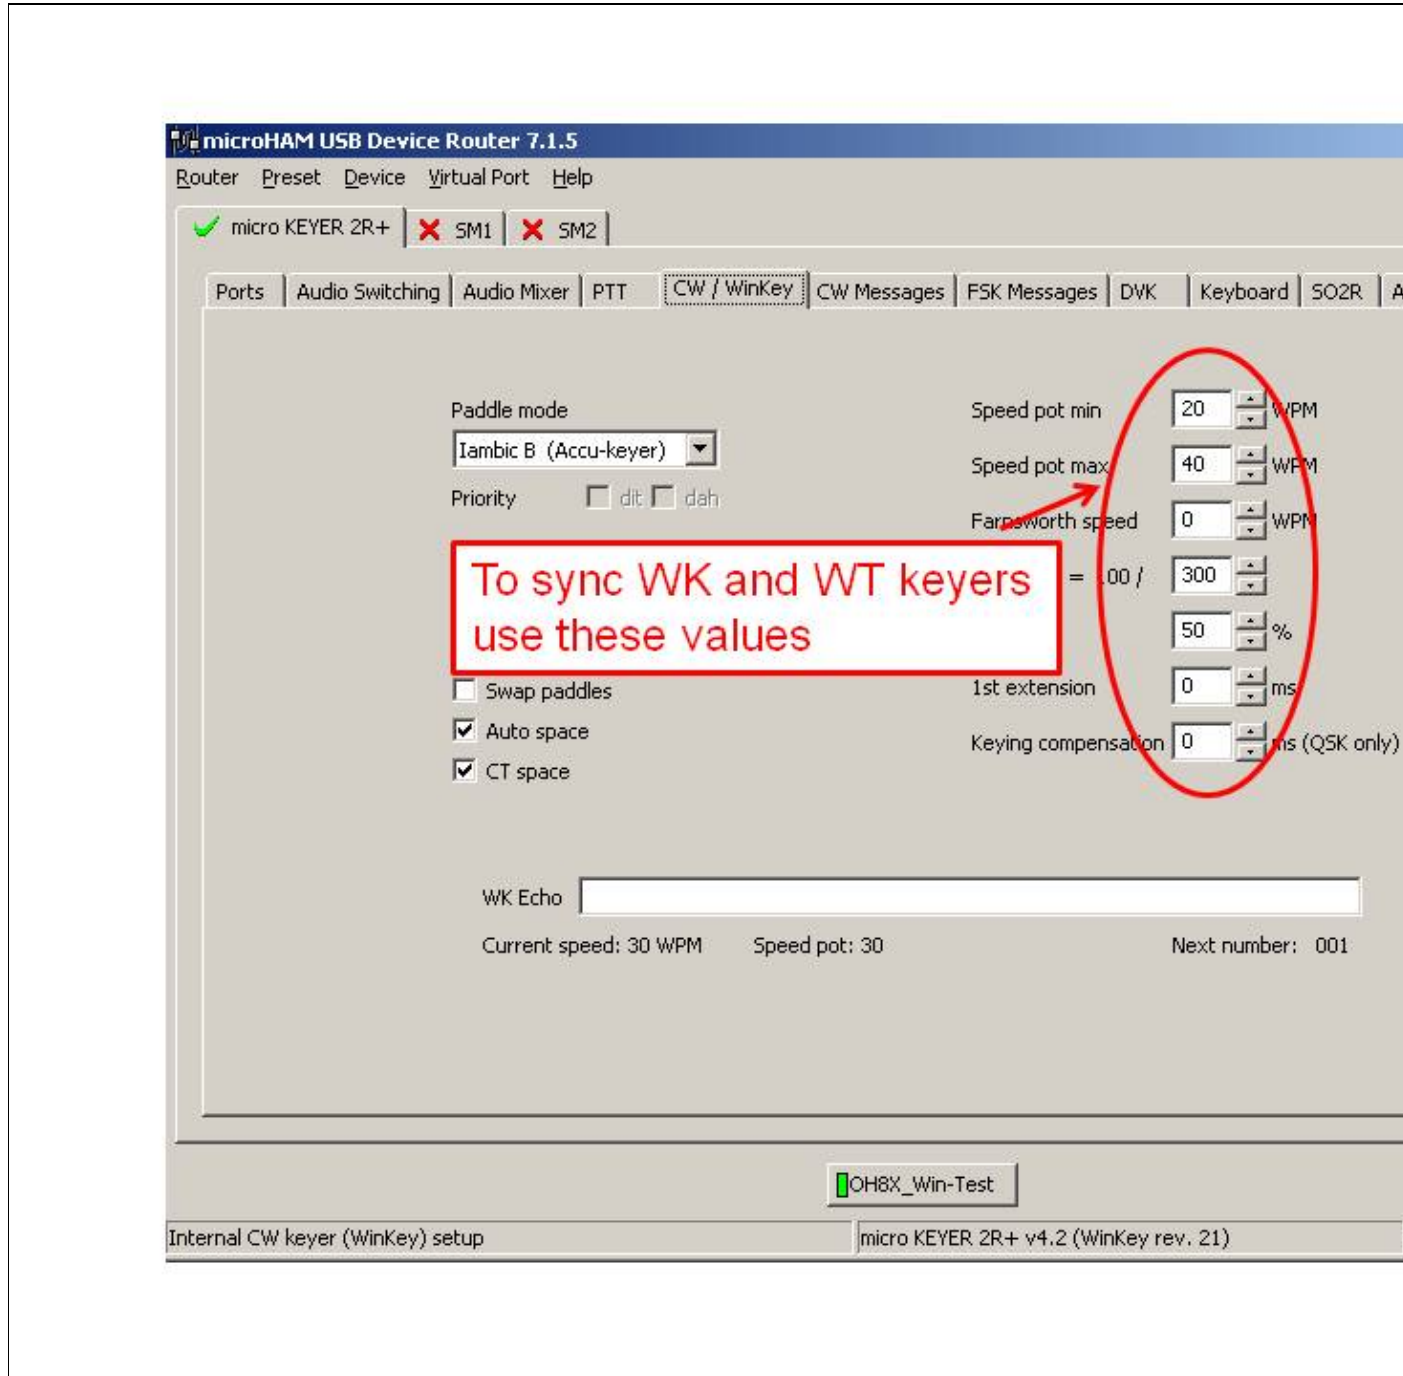 microHAM USB Device Router 7.1.5
Router Preset Device Virtual Port Help
micro KEYER 2R+ SM1 SM2
Ports Audio Switching Audio Mixer PTT CW / WinKey CW Messages FSK Messages DVK Keyboard SO2R A
Paddle mode
Iambic B (Accu-keyer)
Priority dit dah
Speed pot min 20 WPM
Speed pot max 40 WPM
Farnsworth speed 0 WPM
= 100 / 300
50 %
1st extension 0 ms
Keying compensation 0 ms (QSK only)
To sync WK and WT keyers
use these values
Swap paddles
Auto space
CT space
WK Echo
Current speed: 30 WPM Speed pot: 30 Next number: 001
OH8X_Win-Test
Internal CW keyer (WinKey) setup micro KEYER 2R+ v4.2 (WinKey rev. 21)